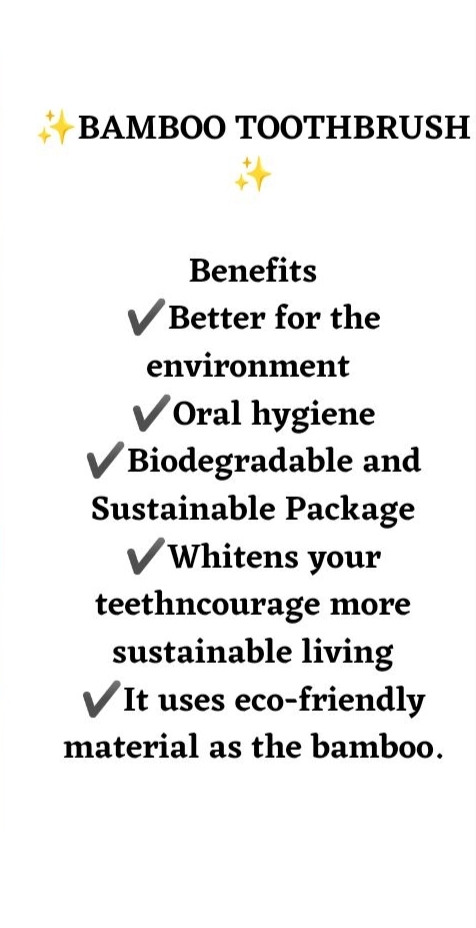 ✨BAMBOO TOOTHBRUSH
✨
Benefits
✔Better for the
environment
✔Oral hygiene
✔Biodegradable and
Sustainable Package
✔Whitens your
teethncourage more
sustainable living
✔It uses eco-friendly
material as the bamboo.